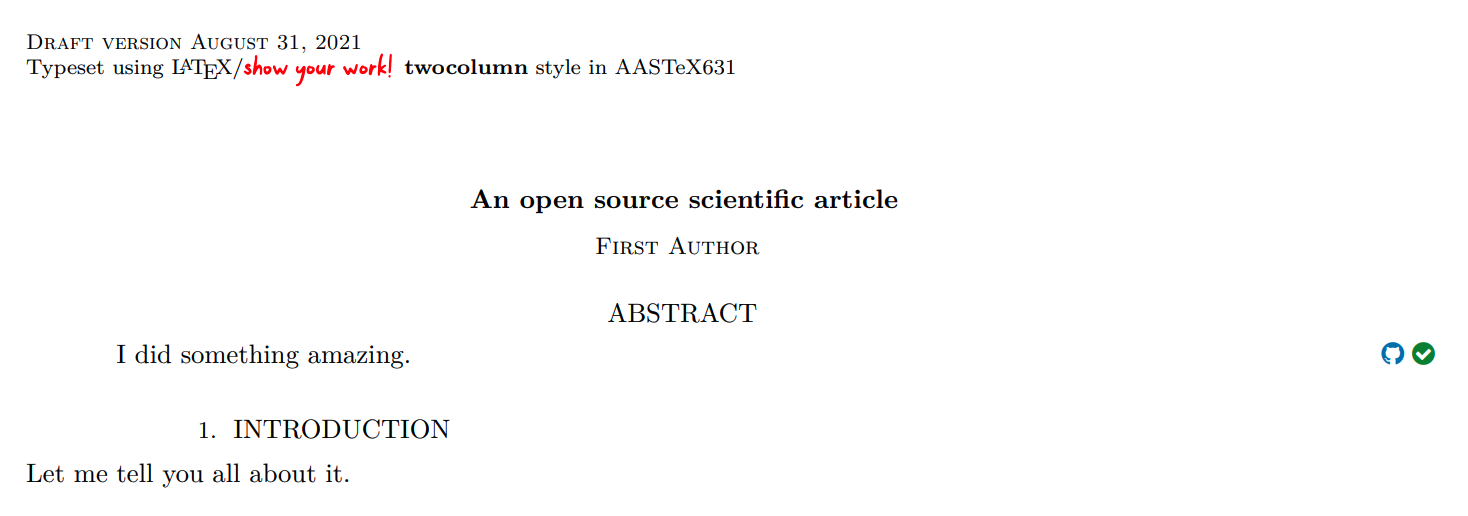 Draft version August 31, 2021
Typeset using LATEX/show your work! twocolumn style in AASTeX631
An open source scientific article
First Author
ABSTRACT
I did something amazing.
1. INTRODUCTION
Let me tell you all about it.